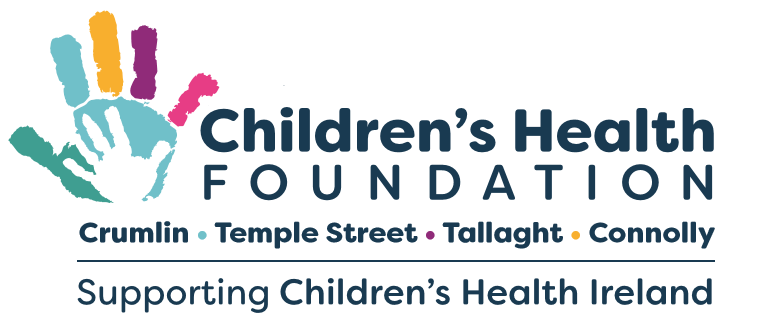 Children's Health
FOUNDATION
Crumlin • Temple Street • Tallaght • Connolly
Supporting Children's Health Ireland